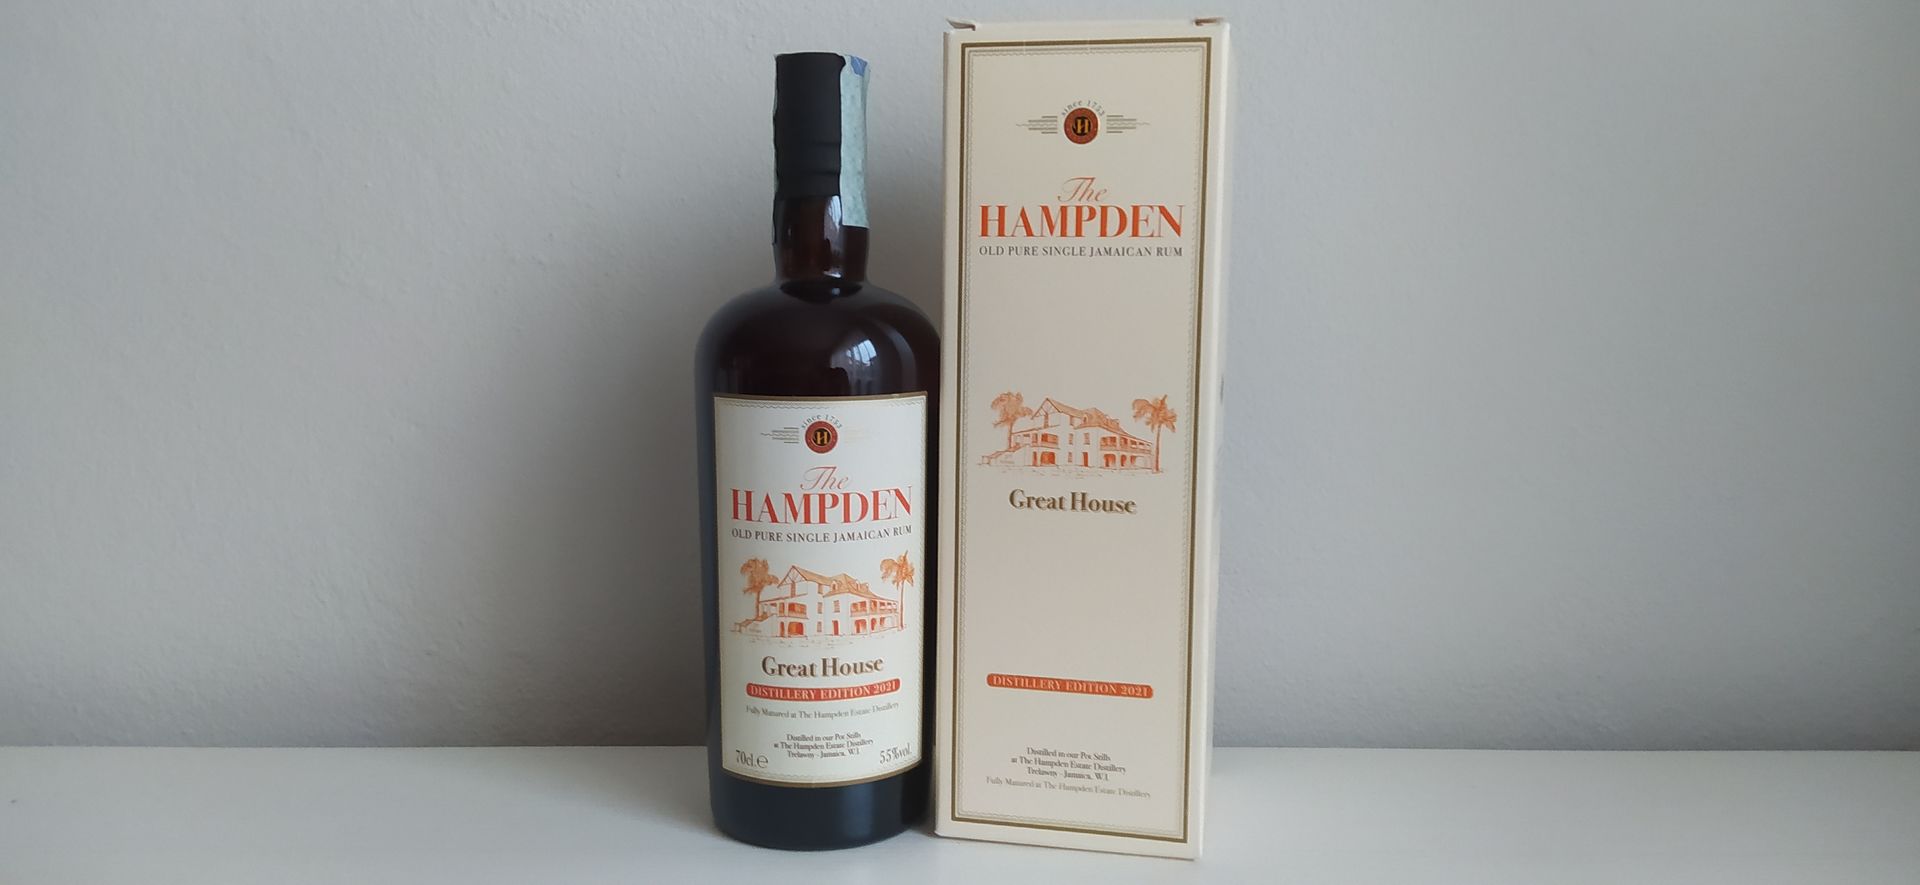 since 1753
H
The
HAMPDEN
OLD PURE SINGLE JAMAICAN RUM
Great House
DISTILLERY EDITION 2021
Fully Matured at The Hampden Estate Distillery
Distilled in our Pot Stills
at The Hampden Estate Distillery
Trelawny - Jamaica, W.I.
70cl. ℮
55%vol.
since 1753
H
The
HAMPDEN
OLD PURE SINGLE JAMAICAN RUM
Great House
DISTILLERY EDITION 2021
Distilled in our Pot Stills
at The Hampden Estate Distillery
Trelawny - Jamaica, W.I.
Fully Matured at The Hampden Estate Distillery